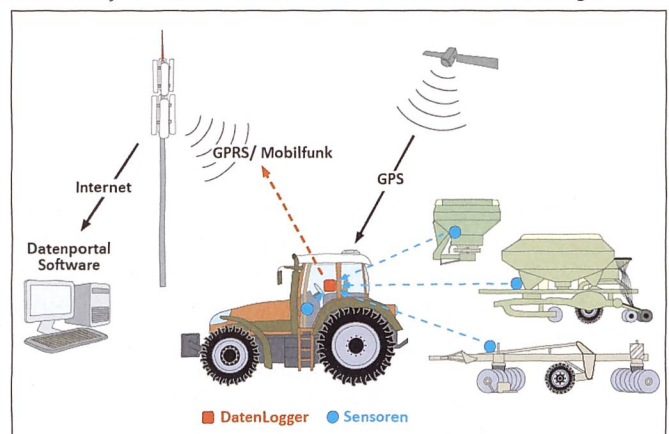 GPRS/ Mobilfunk
GPS
Internet
Datenportal
Software
DatenLogger
Sensoren